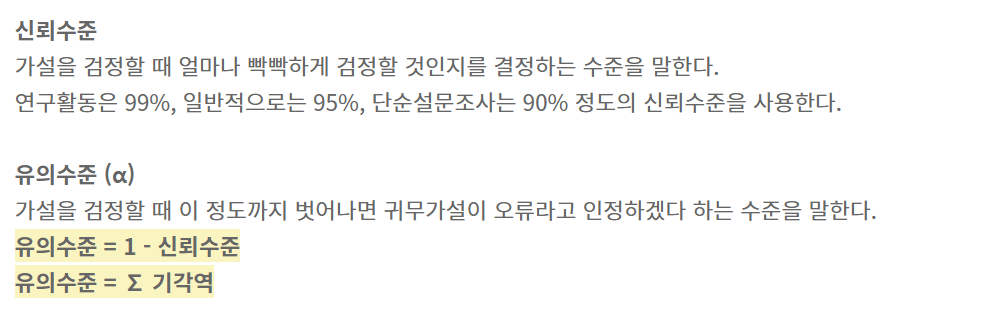 신뢰수준
가설을 검정할 때 얼마나 빡빡하게 검정할 것인지를 결정하는 수준을 말한다.
연구활동은 99%, 일반적으로는 95%, 단순설문조사는 90% 정도의 신뢰수준을 사용한다.
유의수준 (α)
가설을 검정할 때 이 정도까지 벗어나면 귀무가설이 오류라고 인정하겠다 하는 수준을 말한다.
유의수준 = 1 - 신뢰수준
유의수준 = Σ 기각역